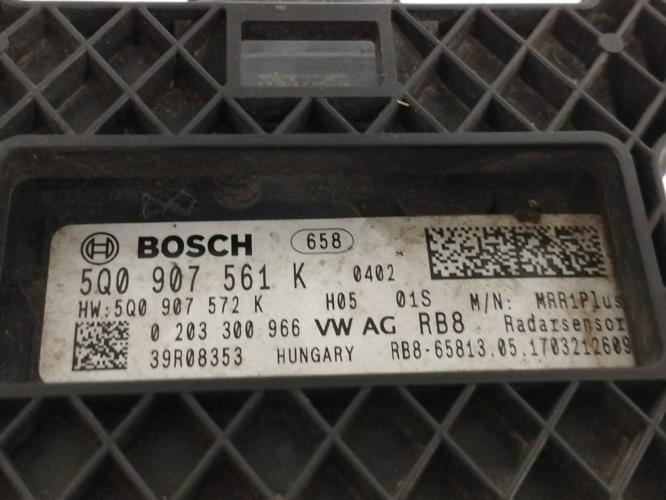 BOSCH 658
5Q0 907 561 K 0402
HW:5Q0 907 572 K H05 01S M/N: MRR1Plus
0 203 300 966 VW AG RB8 Radarsensor
39R08353 HUNGARY RB8-65813.05.1703212609